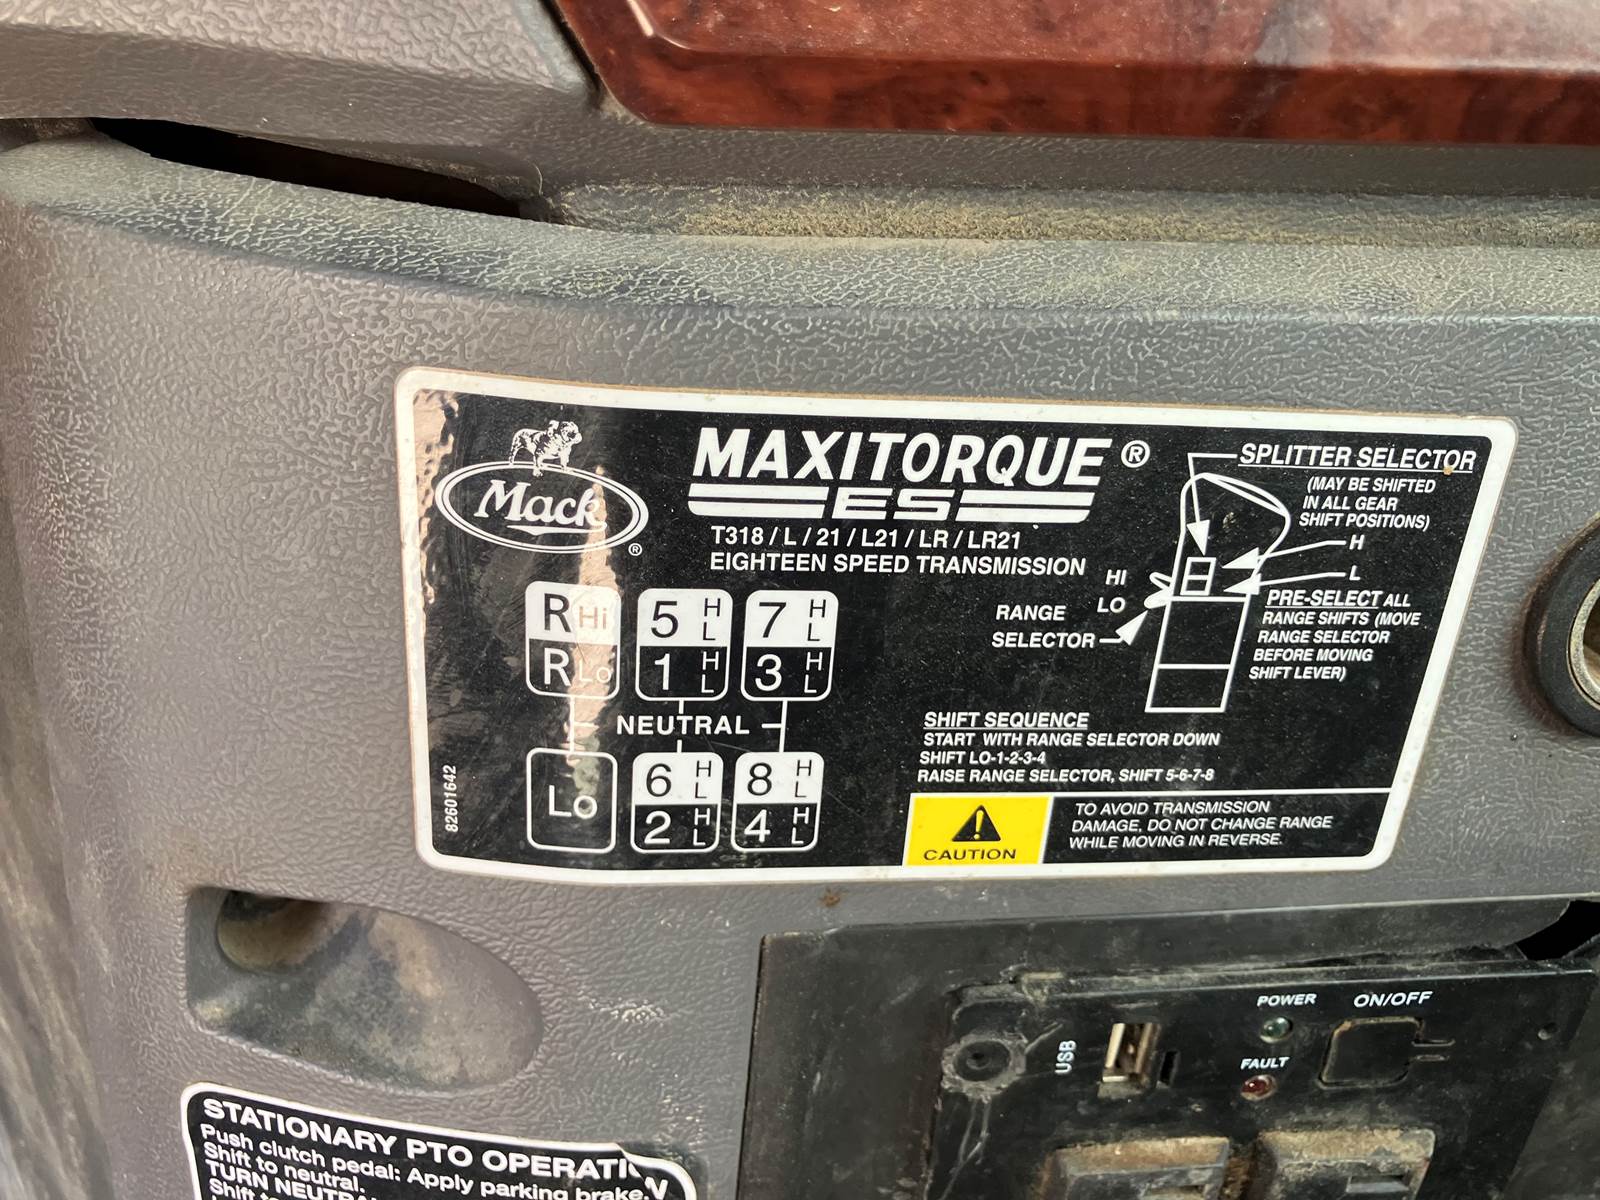 Mack
®
MAXITORQUE®
ES
T318 / L / 21 / L21 / LR / LR21
EIGHTEEN SPEED TRANSMISSION
SPLITTER SELECTOR
(MAY BE SHIFTED
IN ALL GEAR
SHIFT POSITIONS)
H
L
HI
LO
RANGE
SELECTOR
PRE-SELECT ALL
RANGE SHIFTS (MOVE
RANGE SELECTOR
BEFORE MOVING
SHIFT LEVER)
R Hi 5 H L 7 H L
R Lo 1 H L 3 H L
NEUTRAL
Lo 6 H L 8 H L
2 H L 4 H L
82601642
SHIFT SEQUENCE
START WITH RANGE SELECTOR DOWN
SHIFT LO-1-2-3-4
RAISE RANGE SELECTOR, SHIFT 5-6-7-8
CAUTION
TO AVOID TRANSMISSION
DAMAGE, DO NOT CHANGE RANGE
WHILE MOVING IN REVERSE.
POWER
ON/OFF
USB
FAULT
STATIONARY PTO OPERATI
Push clutch pedal: Apply parking brake.
Shift to neutral.
TURN NEUTRA
Shift